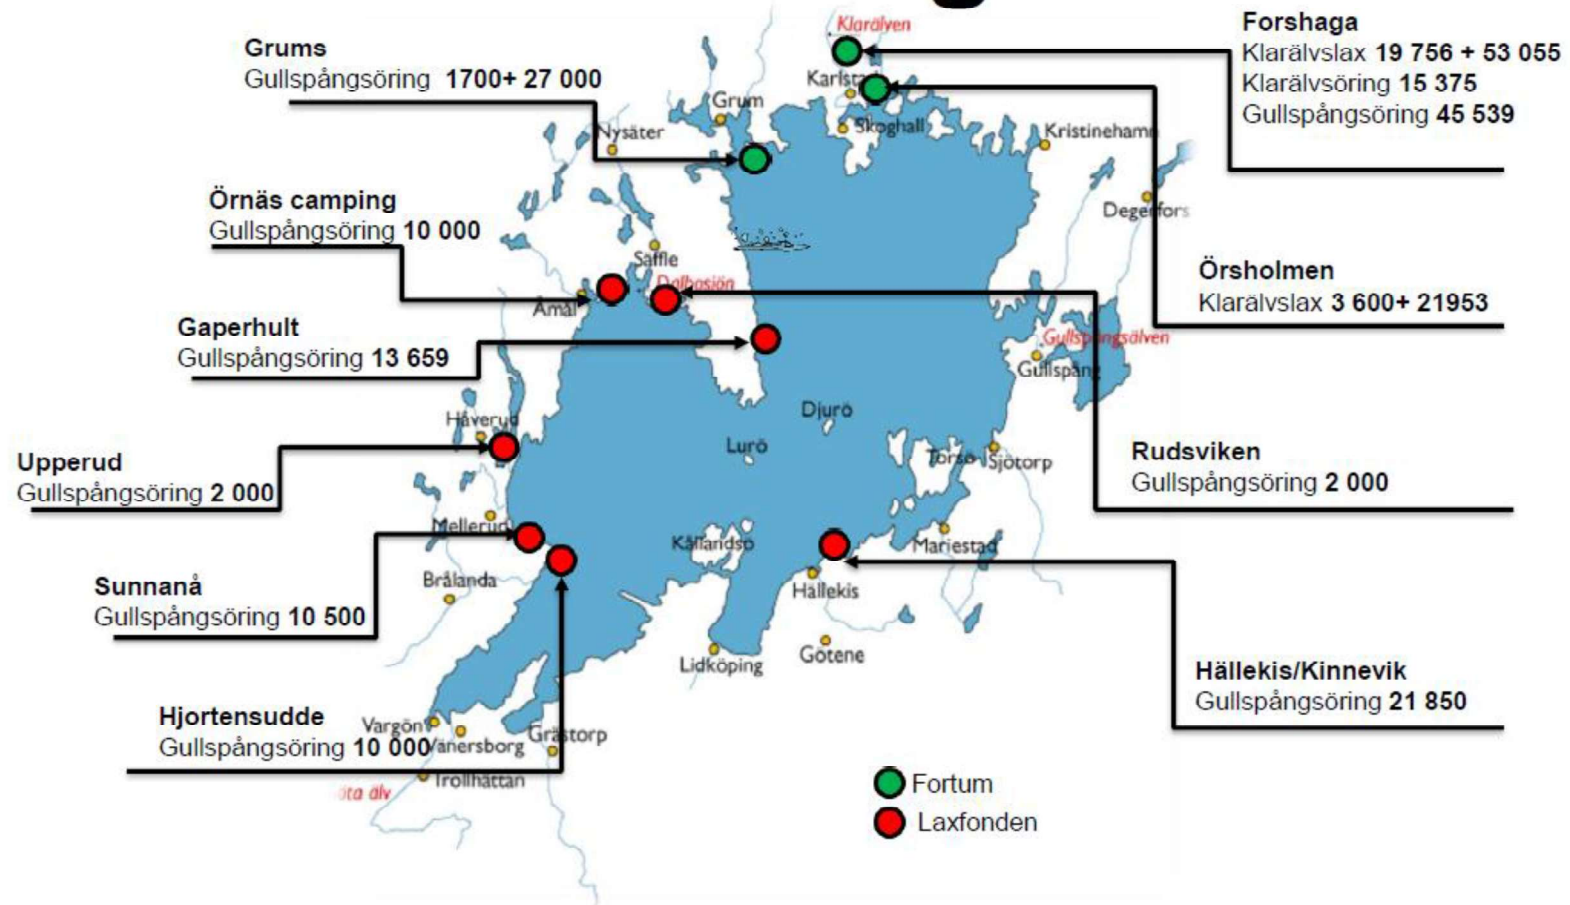 Klarälven
Forshaga
Klarälvslax 19 756 + 53 055
Klarälvsöring 15 375
Gullspångsöring 45 539
Grums
Gullspångsöring 1700+ 27 000
Grum
Skoghall
Nysäter
Kristinehamn
Degerfors
Örnäs camping
Gullspångsöring 10 000
Säffle
Dalbosjön
Åmål
Örsholmen
Klarälvslax 3 600+ 21953
Gaperhult
Gullspångsöring 13 659
Gullspångsälven
Gullspång
Djurö
Lurö
Håverud
Torsö
Sjötorp
Rudsviken
Gullspångsöring 2 000
Upperud
Gullspångsöring 2 000
Mellerud
Kållandsö
Mariestad
Brålanda
Hällekis
Sunnanå
Gullspångsöring 10 500
Lidköping
Götene
Hällekis/Kinnevik
Gullspångsöring 21 850
Hjortensudde
Gullspångsöring 10 000
Vargön
Vänersborg
Grästorp
Trollhättan
öta älv
Fortum
Laxfonden